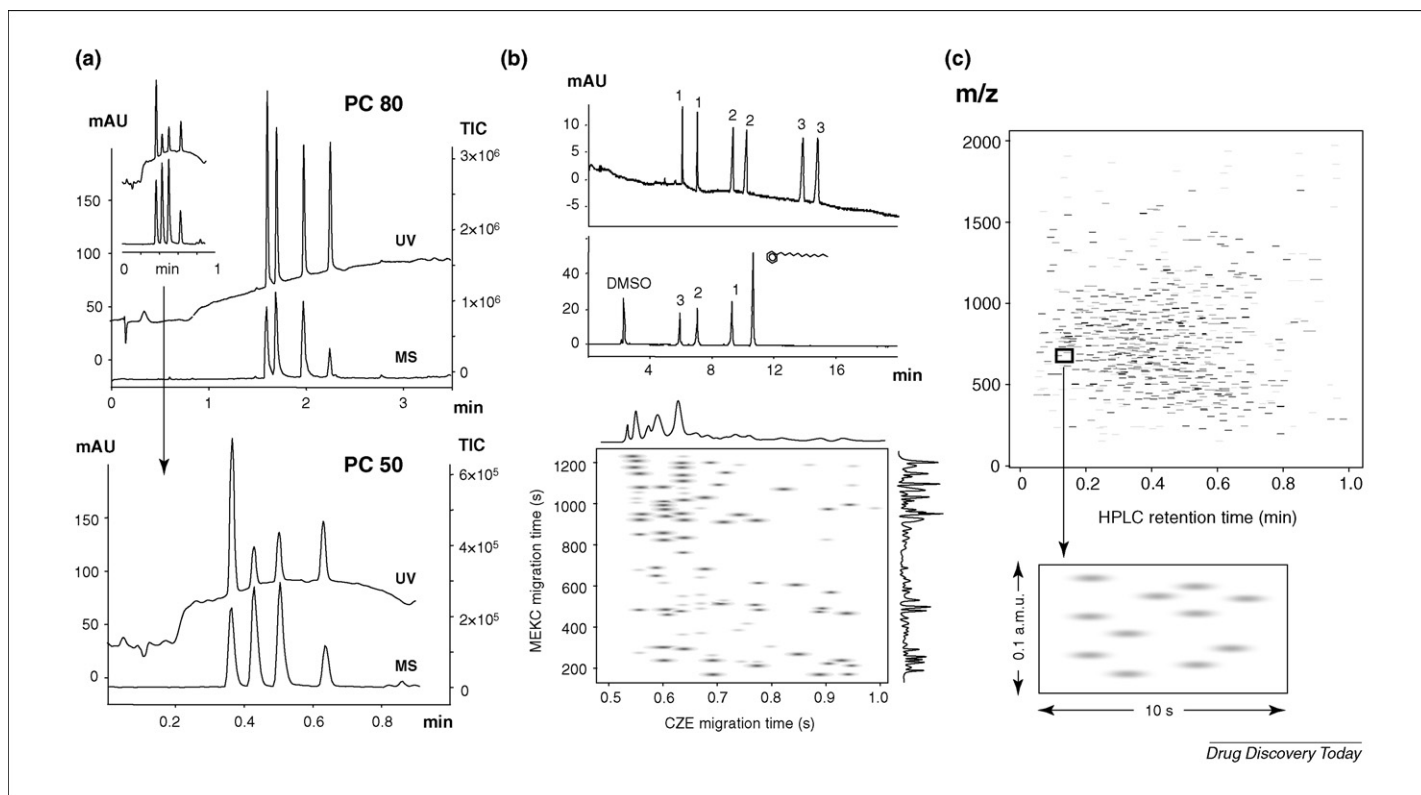 (a)
PC 80
mAU
TIC
3×10⁶
2×10⁶
1×10⁶
0
150
100
50
0
0 min 1
UV
MS
0 1 2 3
min
PC 50
mAU
TIC
6×10⁵
4×10⁵
2×10⁵
0
150
100
50
0
UV
MS
0.2 0.4 0.6 0.8 min
(b)
mAU
1 1 2 2 3 3
10
5
0
-5
DMSO 3 2 1
40
20
0
4 8 12 16 min
MEKC migration time (s)
1200
1000
800
600
400
200
0.5 0.6 0.7 0.8 0.9 1.0
CZE migration time (s)
(c)
m/z
2000
1500
1000
500
0
0 0.2 0.4 0.6 0.8 1.0
HPLC retention time (min)
0.1 a.m.u.
10 s
Drug Discovery Today